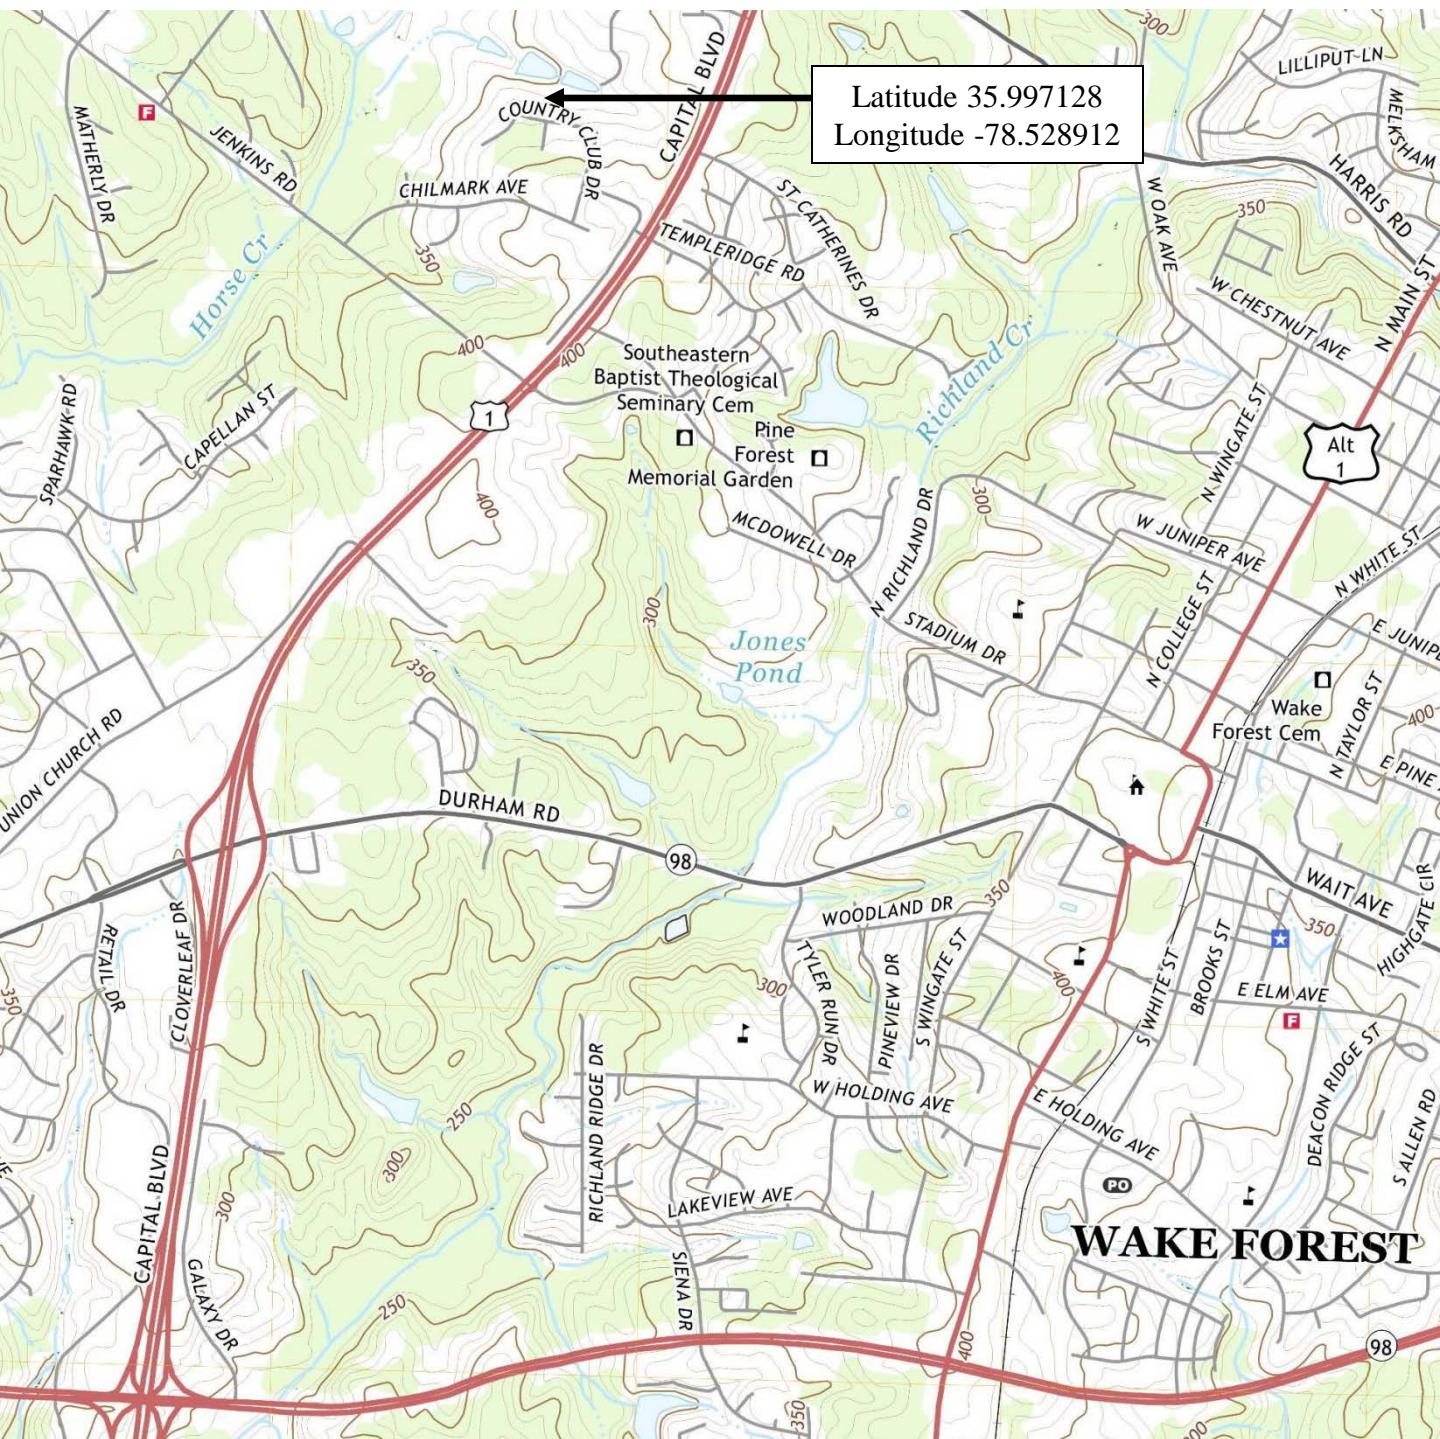 300
LILLIPUT LN
CAPITAL BLVD
Latitude 35.997128
Longitude -78.528912
F
MATHERLY DR
JENKINS RD
COUNTRY CLUB DR
CHILMARK AVE
MELKSHAM
HARRIS RD
W OAK AVE
350
ST CATHERINES DR
TEMPLERIDGE RD
350
Horse Cr
N MAIN ST
W CHESTNUT AVE
400
400
Richland Cr
Southeastern
Baptist Theological
Seminary Cem
1
SPARHAWK RD
CAPELLAN ST
Pine
Forest
Memorial Garden
N WINGATE ST
Alt
1
400
300
MCDOWELL DR
N RICHLAND DR
W JUNIPER AVE
N WHITE ST
300
STADIUM DR
N COLLEGE ST
E JUNIPE
Jones
Pond
350
Wake
Forest Cem
N TAYLOR ST
400
E PINE
UNION CHURCH RD
DURHAM RD
98
WAIT AVE
HIGHGATE CIR
350
WOODLAND DR
350
RETAIL DR
CLOVERLEAF DR
TYLER RUN DR
PINEVIEW DR
S WINGATE ST
300
400
S WHITE ST
BROOKS ST
E ELM AVE
F
350
RICHLAND RIDGE DR
W HOLDING AVE
E HOLDING AVE
DEACON RIDGE ST
S ALLEN RD
250
300
300
CAPITAL BLVD
PO
LAKEVIEW AVE
WAKE FOREST
GALAXY DR
250
SIENA DR
400
98
350
00